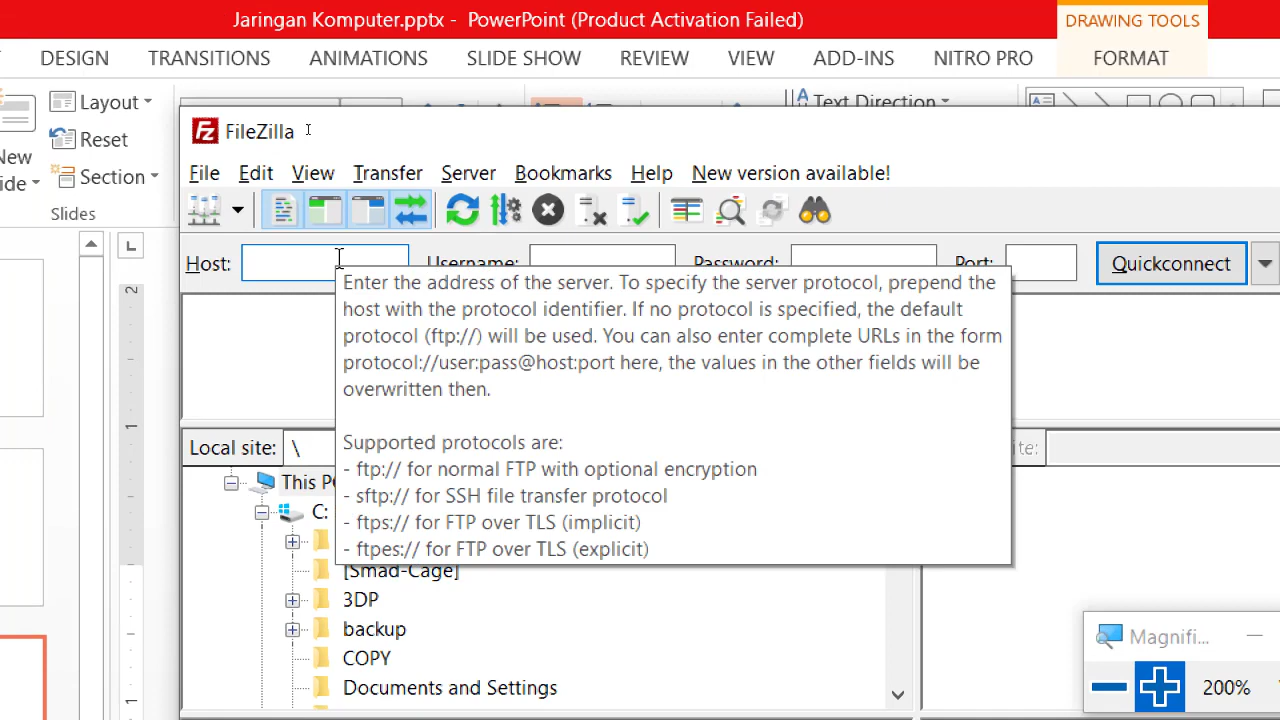 Jaringan Komputer.pptx - PowerPoint (Product Activation Failed)
DRAWING TOOLS
DESIGN TRANSITIONS ANIMATIONS SLIDE SHOW REVIEW VIEW ADD-INS NITRO PRO FORMAT
Layout
Text Direction
Reset
New
Section
Slides
FileZilla
File Edit View Transfer Server Bookmarks Help New version available!
Host: Username: Password: Port: Quickconnect
Enter the address of the server. To specify the server protocol, prepend the
host with the protocol identifier. If no protocol is specified, the default
protocol (ftp://) will be used. You can also enter complete URLs in the form
protocol://user:pass@host:port here, the values in the other fields will be
overwritten then.
Supported protocols are:
- ftp:// for normal FTP with optional encryption
- sftp:// for SSH file transfer protocol
- ftps:// for FTP over TLS (implicit)
- ftpes:// for FTP over TLS (explicit)
L
2
1
1
Local site: \
This P
C:
[Smad-Cage]
3DP
backup
COPY
Documents and Settings
Magnifi...
200%